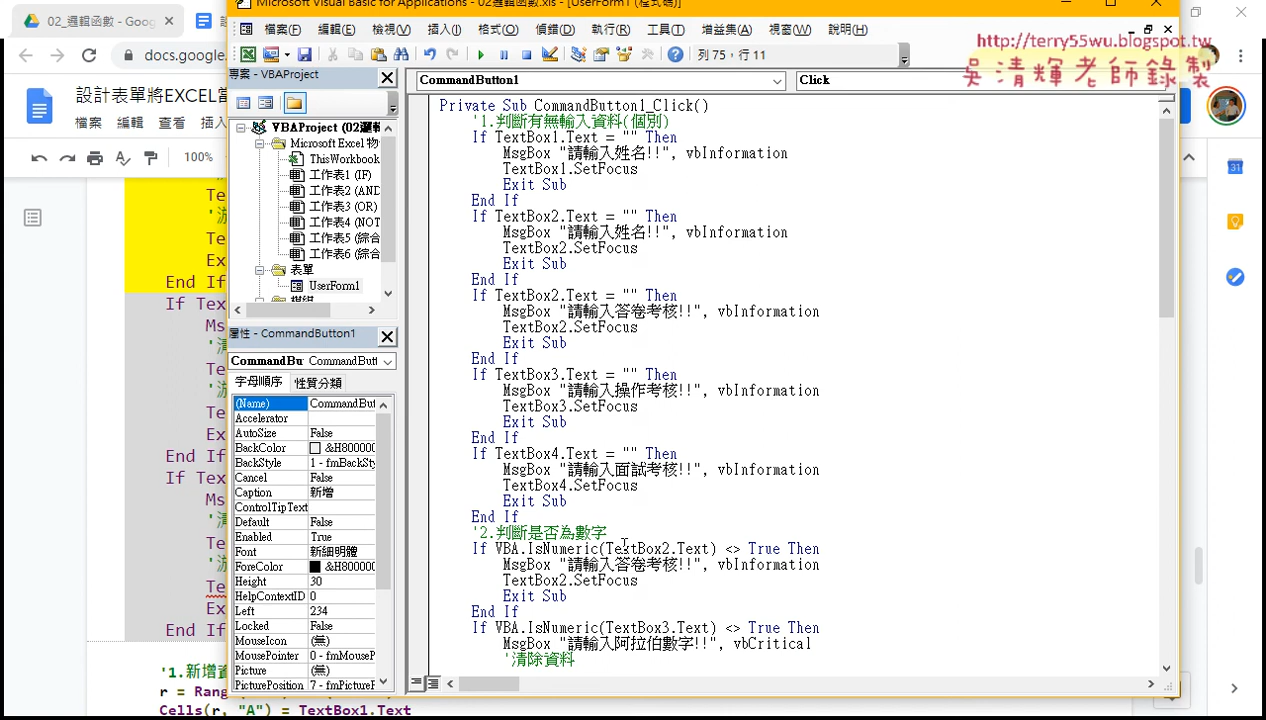 Microsoft Visual Basic for Applications - 02邏輯函數.xls - [UserForm1 (程式碼)]
02_邏輯函數 - Goog
docs.google.
http://terry55wu.blogspot.tw
吳清輝老師錄製
檔案(F) 編輯(E) 檢視(V) 插入(I) 格式(O) 偵錯(D) 執行(R) 工具(T) 增益集(A) 視窗(W) 說明(H)
列 75，行 11
設計表單將EXCEL當
檔案 編輯 查看 插入
100%
專案 - VBAProject
VBAProject (02邏輯
Microsoft Excel 物
ThisWorkbook
工作表1 (IF)
工作表2 (AND
工作表3 (OR)
工作表4 (NOT
工作表5 (綜合
工作表6 (綜合
表單
UserForm1
屬性 - CommandButton1
CommandBu CommandButt
字母順序 性質分類
(Name) CommandBut
Accelerator
AutoSize False
BackColor &H800000
BackStyle 1 - fmBackSty
Cancel False
Caption 新增
ControlTipText
Default False
Enabled True
Font 新細明體
ForeColor &H800000
Height 30
HelpContextID 0
Left 234
Locked False
MouseIcon (無)
MousePointer 0 - fmMouseP
Picture (無)
PicturePosition 7 - fmPictureF
CommandButton1 Click
Private Sub CommandButton1_Click()
'1.判斷有無輸入資料(個別)
If TextBox1.Text = "" Then
MsgBox "請輸入姓名!!", vbInformation
TextBox1.SetFocus
Exit Sub
End If
If TextBox2.Text = "" Then
MsgBox "請輸入姓名!!", vbInformation
TextBox2.SetFocus
Exit Sub
End If
If TextBox2.Text = "" Then
MsgBox "請輸入答卷考核!!", vbInformation
TextBox2.SetFocus
Exit Sub
End If
If TextBox3.Text = "" Then
MsgBox "請輸入操作考核!!", vbInformation
TextBox3.SetFocus
Exit Sub
End If
If TextBox4.Text = "" Then
MsgBox "請輸入面試考核!!", vbInformation
TextBox4.SetFocus
Exit Sub
End If
'2.判斷是否為數字
If VBA.IsNumeric(TextBox2.Text) <> True Then
MsgBox "請輸入答卷考核!!", vbInformation
TextBox2.SetFocus
Exit Sub
End If
If VBA.IsNumeric(TextBox3.Text) <> True Then
MsgBox "請輸入阿拉伯數字!!", vbCritical
'清除資料
Te
Te
Ex
End If
If Tex
Ms
Te
Te
Ex
End If
If Tex
Ms
Te
Te
Ex
End If
'1.新增資
r = Rang
Cells(r, "A") = TextBox1.Text